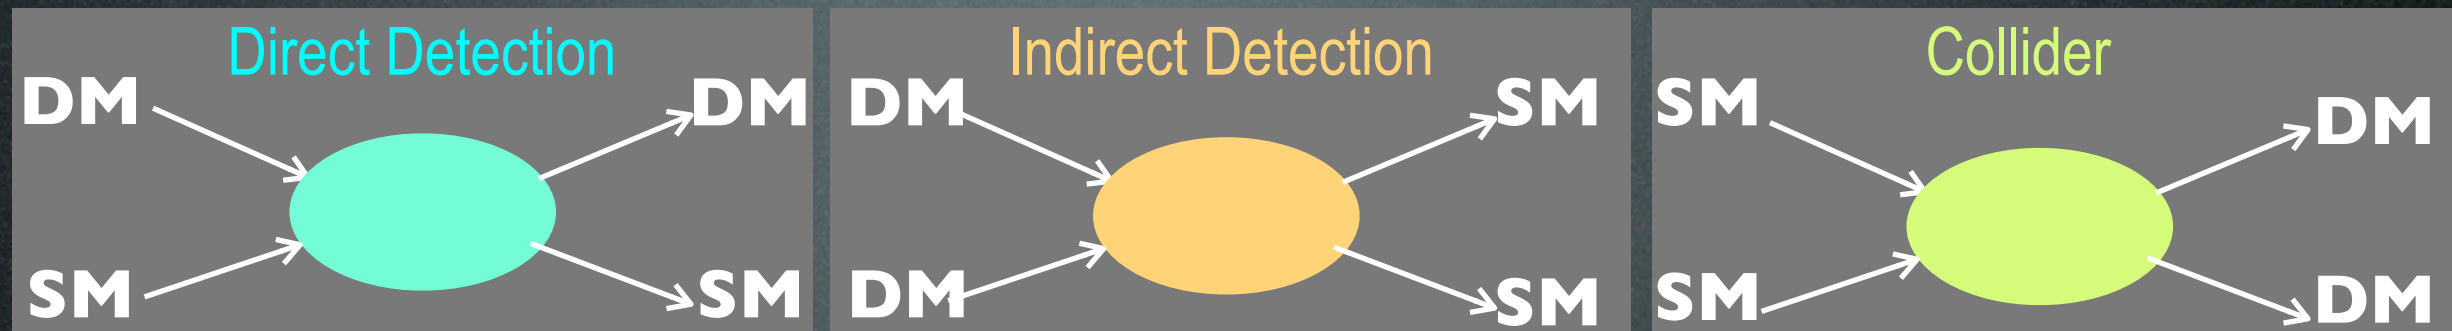 Direct Detection
DM
DM
SM
SM
Indirect Detection
DM
SM
DM
SM
Collider
SM
DM
SM
DM